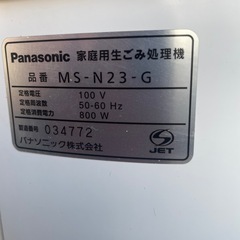 Panasonic 家庭用生ごみ処理機
品番 MS-N23-G
定格電圧 100 V
定格周波数 50-60 Hz
定格消費電力 800 W
製造番号 034772
パナソニック株式会社
JET